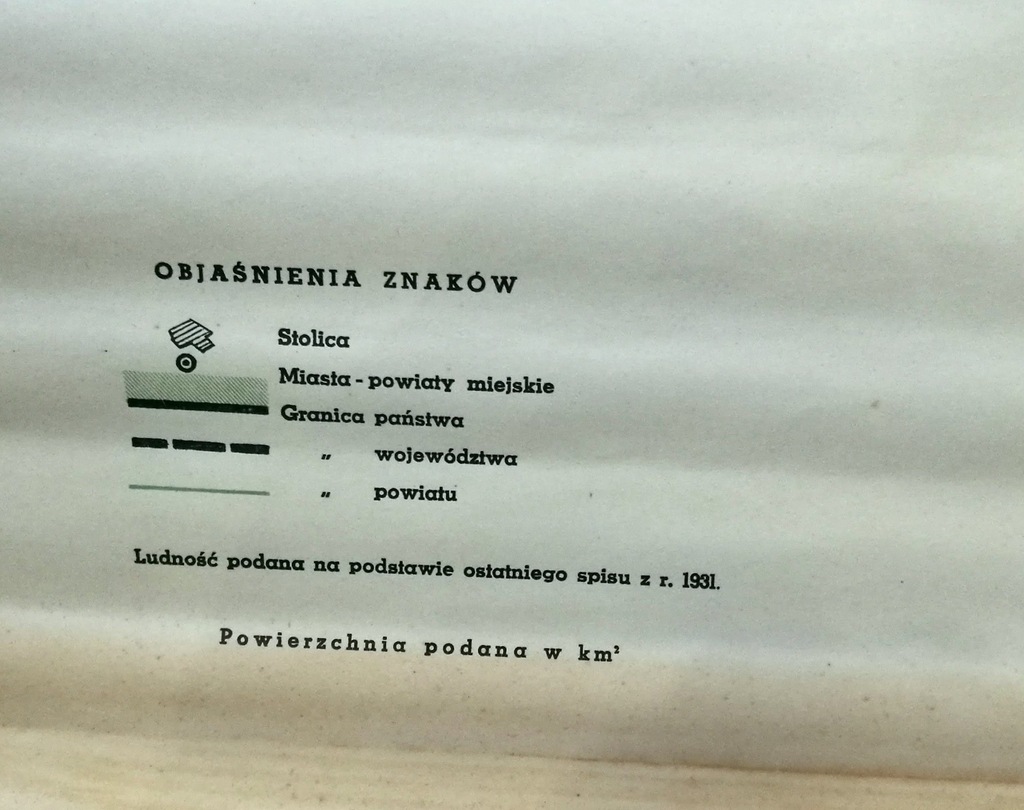 OBJAŚNIENIA ZNAKÓW
Stolica
Miasta - powiaty miejskie
Granica państwa
„ województwa
„ powiatu
Ludność podana na podstawie ostatniego spisu z r. 1931.
Powierzchnia podana w km²